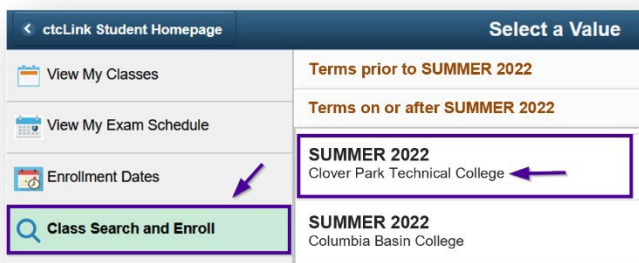 ctcLink Student Homepage
Select a Value
View My Classes
View My Exam Schedule
Enrollment Dates
Class Search and Enroll
Terms prior to SUMMER 2022
Terms on or after SUMMER 2022
SUMMER 2022
Clover Park Technical College
SUMMER 2022
Columbia Basin College